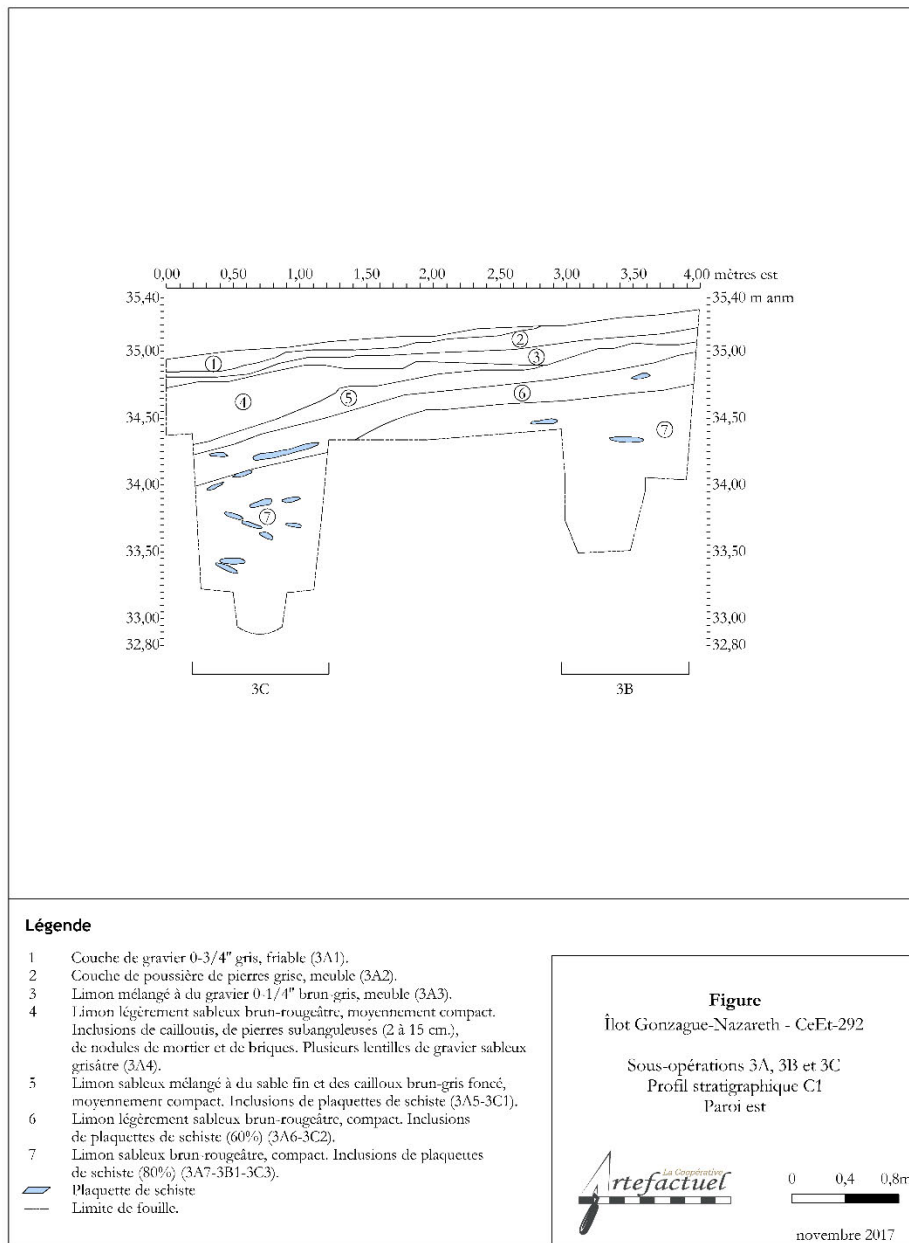 0,00 0,50 1,00 1,50 2,00 2,50 3,00 3,50 4,00 mètres est
35,40 35,40 m anm
35,00 35,00
34,50 34,50
34,00 34,00
33,50 33,50
33,00 33,00
32,80 32,80
1
2
3
4
5
6
7
7
3C 3B
Légende
1 Couche de gravier 0-3/4" gris, friable (3A1).
2 Couche de poussière de pierres grise, meuble (3A2).
3 Limon mélangé à du gravier 0-1/4" brun-gris, meuble (3A3).
4 Limon légèrement sableux brun-rougeâtre, moyennement compact.
Inclusions de cailloutis, de pierres subanguleuses (2 à 15 cm.),
de nodules de mortier et de briques. Plusieurs lentilles de gravier sableux
grisâtre (3A4).
5 Limon sableux mélangé à du sable fin et des cailloux brun-gris foncé,
moyennement compact. Inclusions de plaquettes de schiste (3A5-3C1).
6 Limon légèrement sableux brun-rougeâtre, compact. Inclusions
de plaquettes de schiste (60%) (3A6-3C2).
7 Limon sableux brun-rougeâtre, compact. Inclusions de plaquettes
de schiste (80%) (3A7-3B1-3C3).
Plaquette de schiste
Limite de fouille.
Figure
Îlot Gonzague-Nazareth - CeEt-292
Sous-opérations 3A, 3B et 3C
Profil stratigraphique C1
Paroi est
La Coopérative
Artefactuel
0 0,4 0,8m
novembre 2017